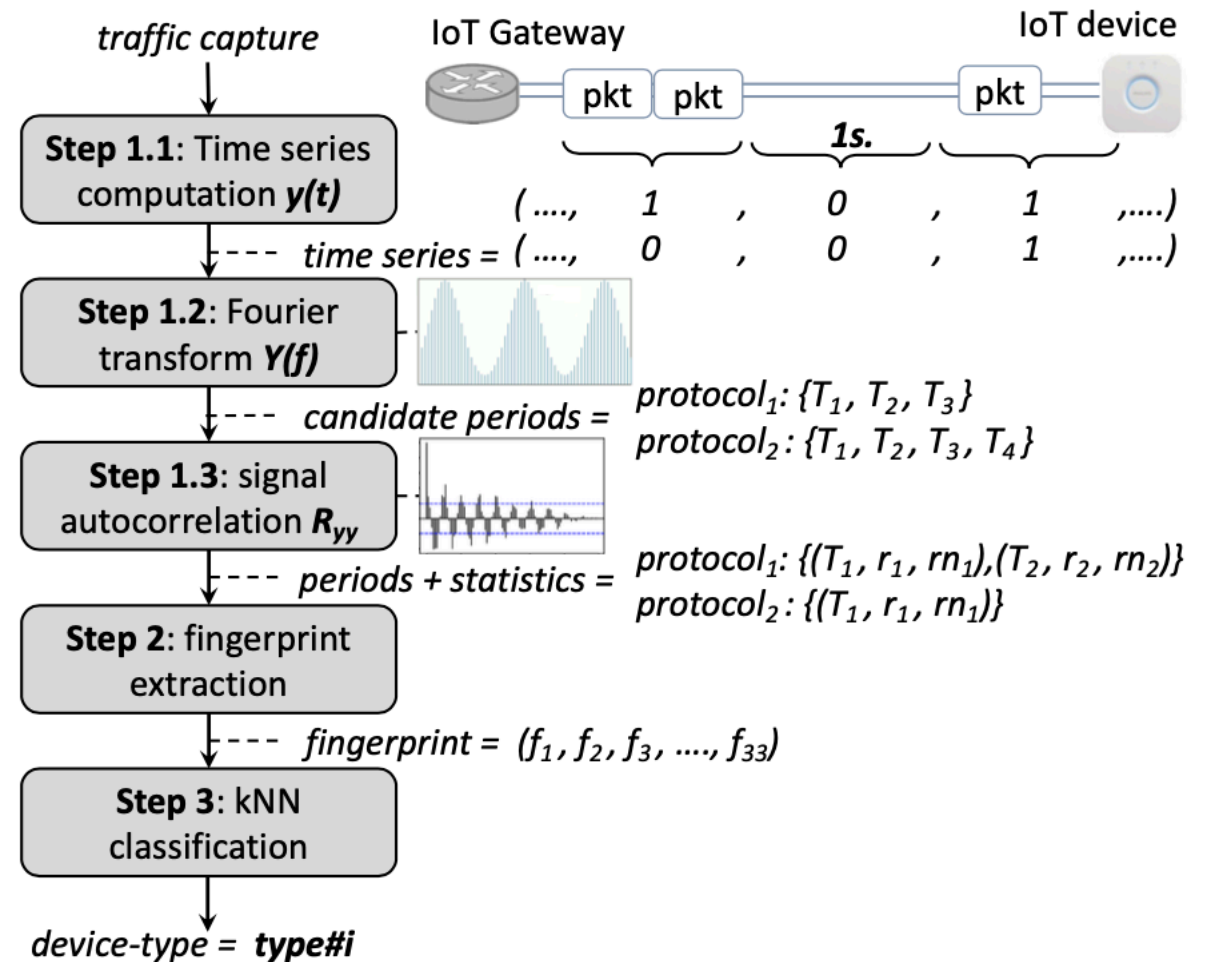 traffic capture
IoT Gateway
IoT device
pkt pkt pkt
1s.
Step 1.1: Time series
computation y(t)
(...., 1 , 0 , 1 ,....)
time series = (...., 0 , 0 , 1 ,....)
Step 1.2: Fourier
transform Y(f)
candidate periods =
protocol₁: {T₁, T₂, T₃}
protocol₂: {T₁, T₂, T₃, T₄}
Step 1.3: signal
autocorrelation Ryy
periods + statistics =
protocol₁: {(T₁, r₁, rn₁),(T₂, r₂, rn₂)}
protocol₂: {(T₁, r₁, rn₁)}
Step 2: fingerprint
extraction
fingerprint = (f₁, f₂, f₃, ...., f₃₃)
Step 3: kNN
classification
device-type = type#i